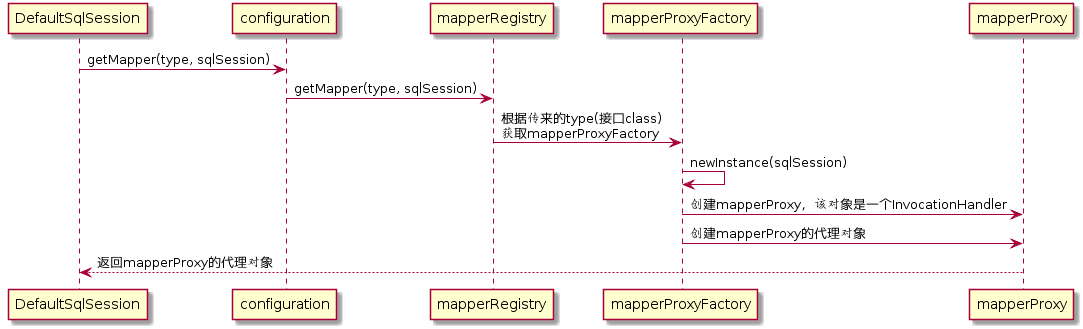 DefaultSqlSession
configuration
mapperRegistry
mapperProxyFactory
mapperProxy
getMapper(type, sqlSession)
getMapper(type, sqlSession)
根据传来的type(接口class)
获取mapperProxyFactory
newInstance(sqlSession)
创建mapperProxy，该对象是一个InvocationHandler
创建mapperProxy的代理对象
返回mapperProxy的代理对象
DefaultSqlSession
configuration
mapperRegistry
mapperProxyFactory
mapperProxy